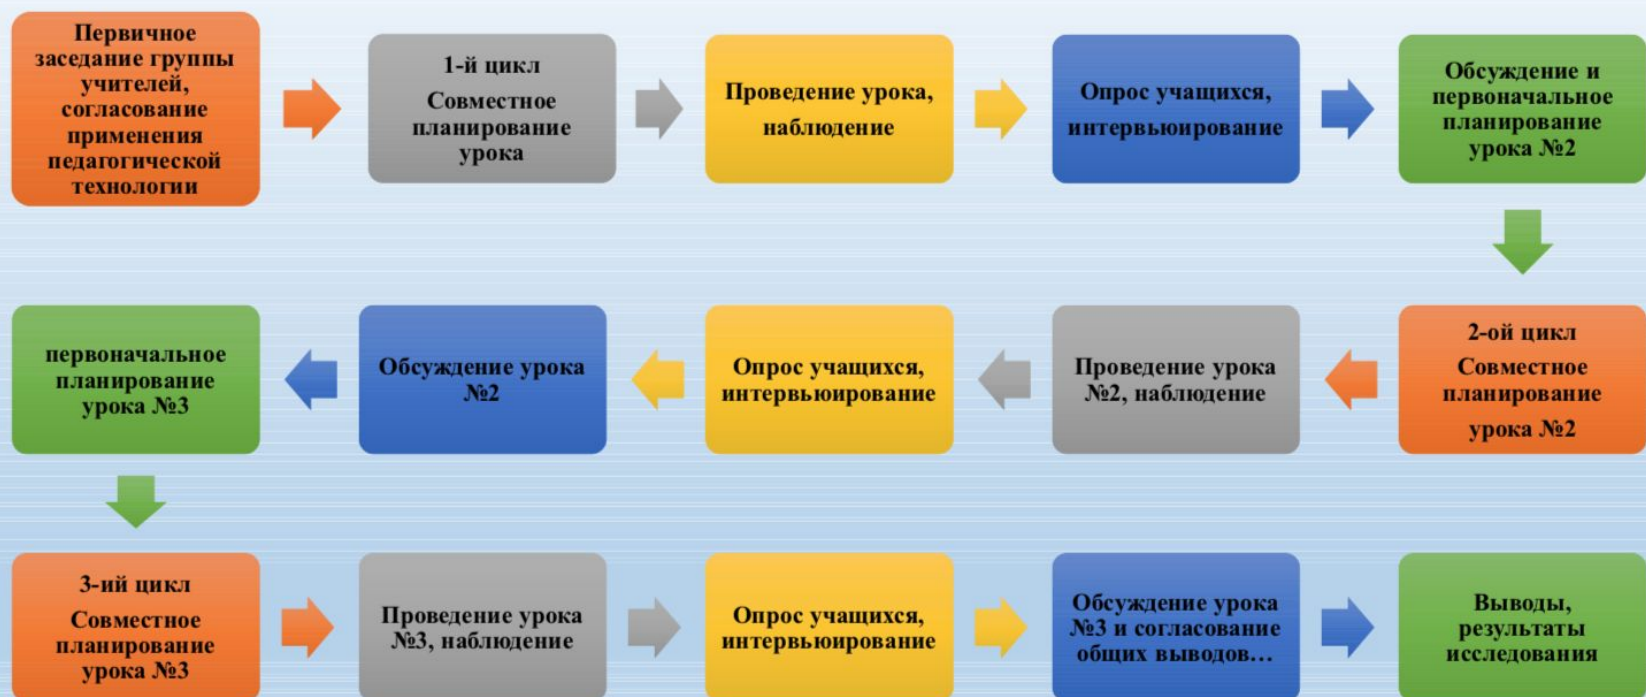 Первичное
заседание группы
учителей,
согласование
применения
педагогической
технологии
1-й цикл
Совместное
планирование
урока
Проведение урока,
наблюдение
Опрос учащихся,
интервьюирование
Обсуждение и
первоначальное
планирование
урока №2
2-ой цикл
Совместное
планирование
урока №2
Проведение урока
№2, наблюдение
Опрос учащихся,
интервьюирование
Обсуждение урока
№2
первоначальное
планирование
урока №3
3-ий цикл
Совместное
планирование
урока №3
Проведение урока
№3, наблюдение
Опрос учащихся,
интервьюирование
Обсуждение урока
№3 и согласование
общих выводов…
Выводы,
результаты
исследования